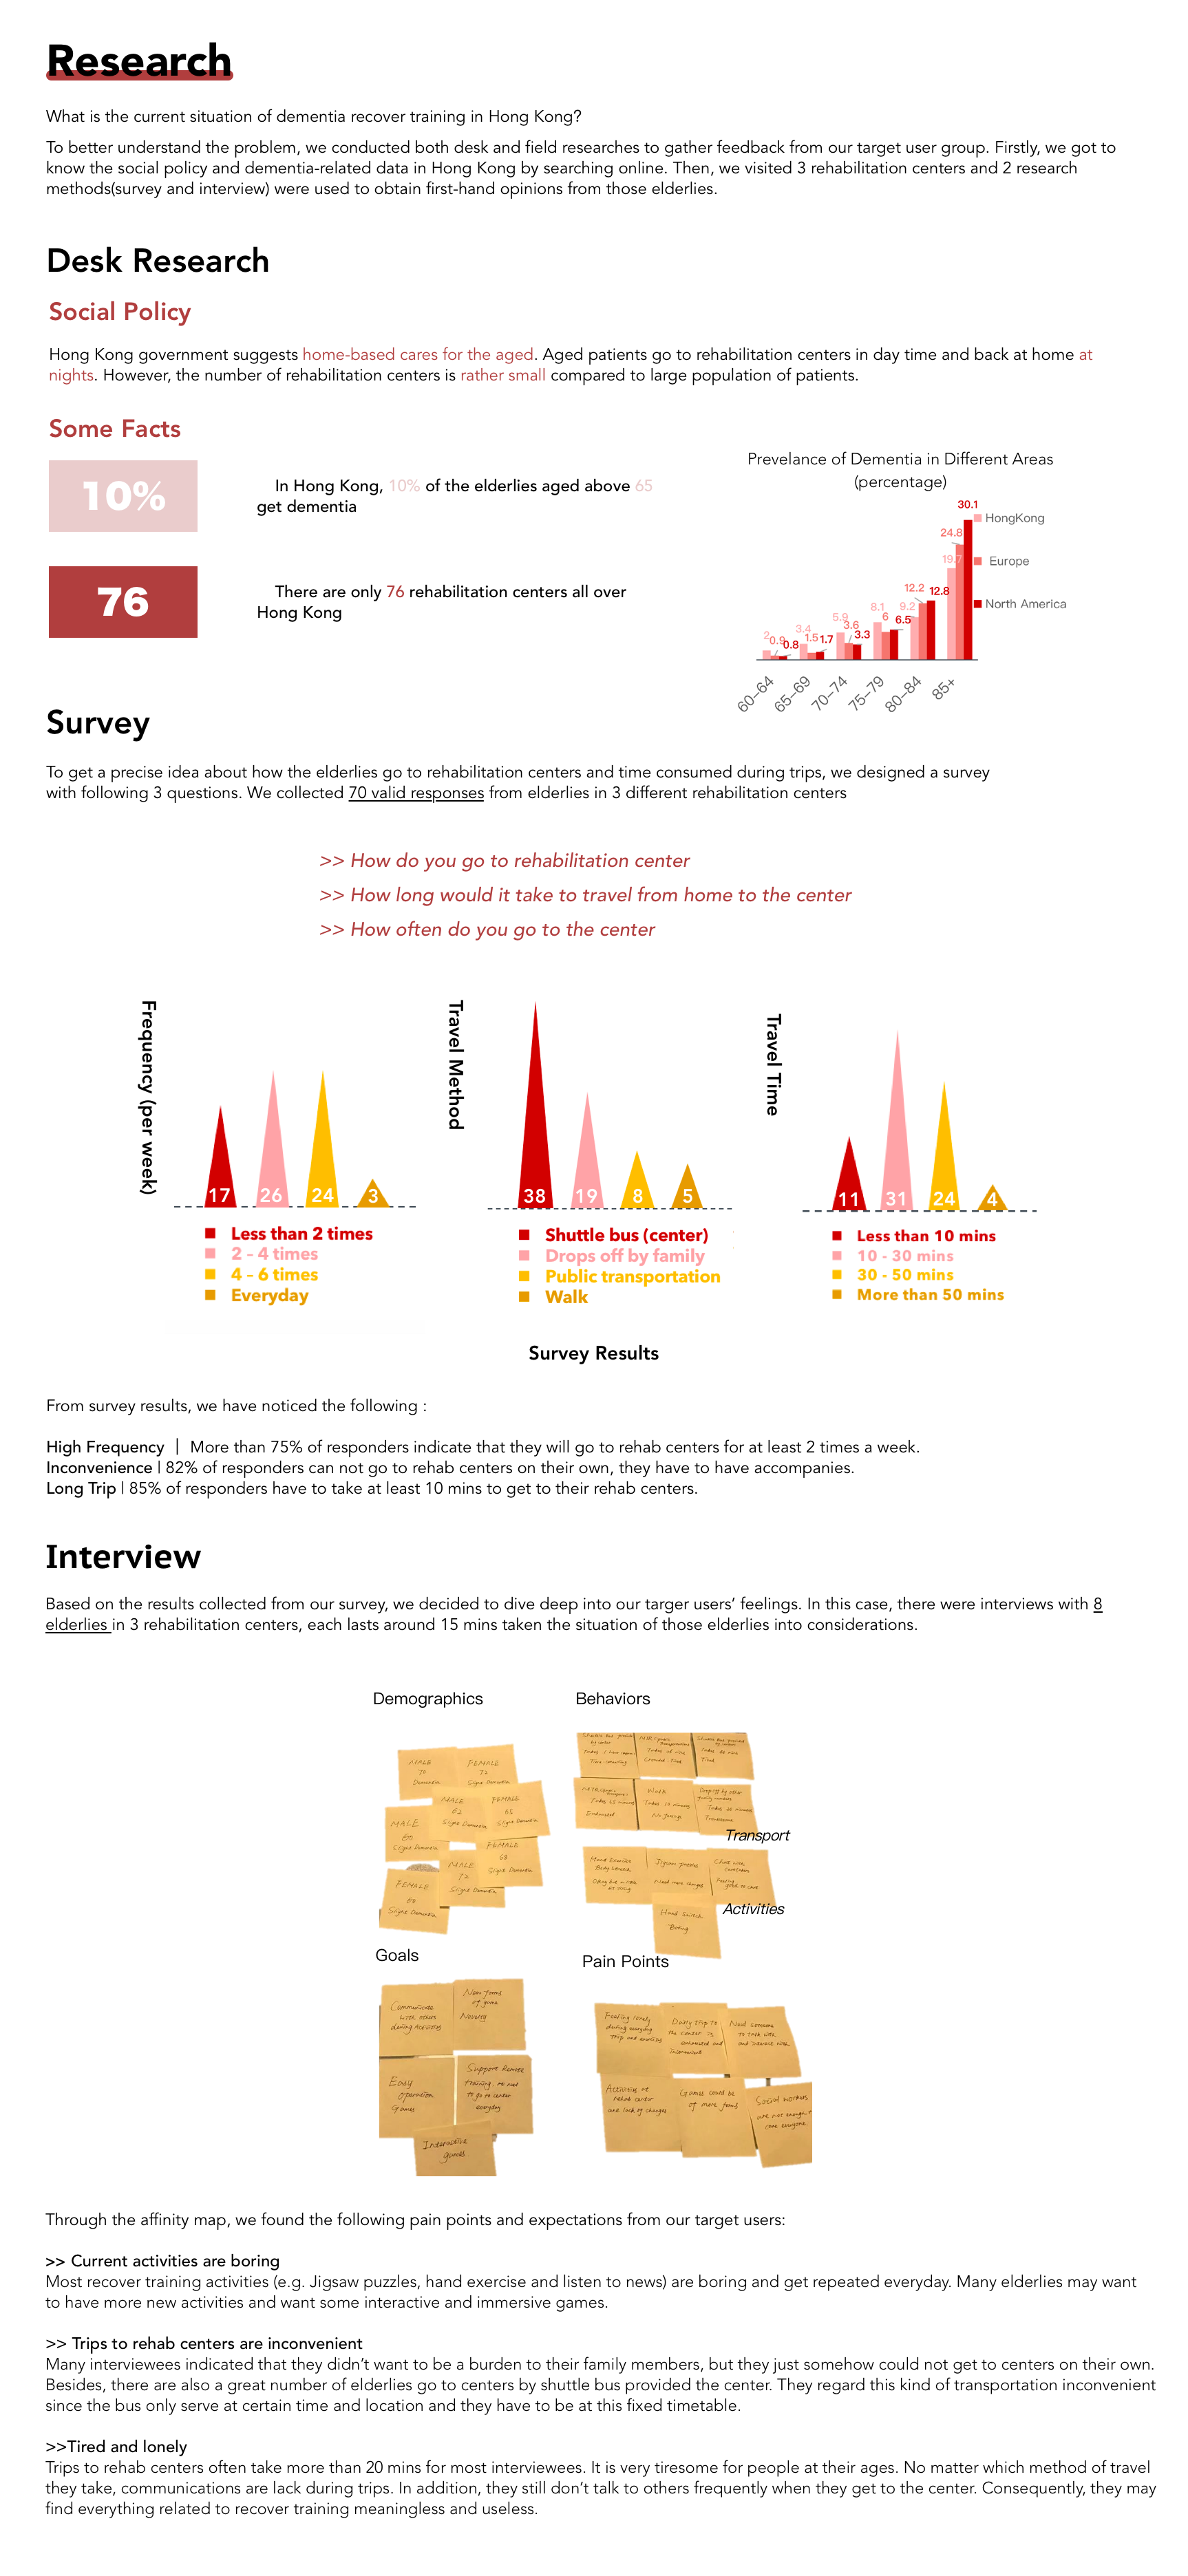 Research
What is the current situation of dementia recover training in Hong Kong?
To better understand the problem, we conducted both desk and field researches to gather feedback from our target user group. Firstly, we got to
know the social policy and dementia-related data in Hong Kong by searching online. Then, we visited 3 rehabilitation centers and 2 research
methods(survey and interview) were used to obtain first-hand opinions from those elderlies.
Desk Research
Social Policy
Hong Kong government suggests home-based cares for the aged. Aged patients go to rehabilitation centers in day time and back at home at
nights. However, the number of rehabilitation centers is rather small compared to large population of patients.
Some Facts
10%
In Hong Kong, 10% of the elderlies aged above 65
get dementia
76
There are only 76 rehabilitation centers all over
Hong Kong
Prevelance of Dementia in Different Areas
(percentage)
30.1
HongKong
24.8
19.7
Europe
12.2
12.8
North America
8.1
9.2
5.9
6
6.5
3.4
3.6
3.3
2
0.9
0.8
1.5
1.7
60–64
65–69
70–74
75–79
80–84
85+
Survey
To get a precise idea about how the elderlies go to rehabilitation centers and time consumed during trips, we designed a survey
with following 3 questions. We collected 70 valid responses from elderlies in 3 different rehabilitation centers
>> How do you go to rehabilitation center
>> How long would it take to travel from home to the center
>> How often do you go to the center
Frequency (per week)
17
26
24
3
Less than 2 times
2 – 4 times
4 – 6 times
Everyday
Travel Method
38
19
8
5
Shuttle bus (center)
Drops off by family
Public transportation
Walk
Travel Time
11
31
24
4
Less than 10 mins
10 - 30 mins
30 - 50 mins
More than 50 mins
Survey Results
From survey results, we have noticed the following :
High Frequency | More than 75% of responders indicate that they will go to rehab centers for at least 2 times a week.
Inconvenience | 82% of responders can not go to rehab centers on their own, they have to have accompanies.
Long Trip | 85% of responders have to take at least 10 mins to get to their rehab centers.
Interview
Based on the results collected from our survey, we decided to dive deep into our targer users’ feelings. In this case, there were interviews with 8
elderlies in 3 rehabilitation centers, each lasts around 15 mins taken the situation of those elderlies into considerations.
Demographics
MALE
FEMALE
MALE
62
FEMALE
65
MALE
FEMALE
68
MALE
72
FEMALE
Behaviors
Walk
Transport
Jigsaw puzzles
Need more changes
Boring
Activities
Goals
Communicate
with others
during Activities
New forms
of game
Easy
operation
Games
Support Remote
training, no need
to go to center
everyday
Interactive
games
Pain Points
Feeling lonely
during everyday
Daily trip to
the center is
exhausted and
inconvenient
Need someone
to talk with
and interact with
Activities at
rehab center
are lack of changes
Games could be
of more forms
Social workers
are not enough
care everyone
Through the affinity map, we found the following pain points and expectations from our target users:
>> Current activities are boring
Most recover training activities (e.g. Jigsaw puzzles, hand exercise and listen to news) are boring and get repeated everyday. Many elderlies may want
to have more new activities and want some interactive and immersive games.
>> Trips to rehab centers are inconvenient
Many interviewees indicated that they didn’t want to be a burden to their family members, but they just somehow could not get to centers on their own.
Besides, there are also a great number of elderlies go to centers by shuttle bus provided the center. They regard this kind of transportation inconvenient
since the bus only serve at certain time and location and they have to be at this fixed timetable.
>>Tired and lonely
Trips to rehab centers often take more than 20 mins for most interviewees. It is very tiresome for people at their ages. No matter which method of travel
they take, communications are lack during trips. In addition, they still don’t talk to others frequently when they get to the center. Consequently, they may
find everything related to recover training meaningless and useless.